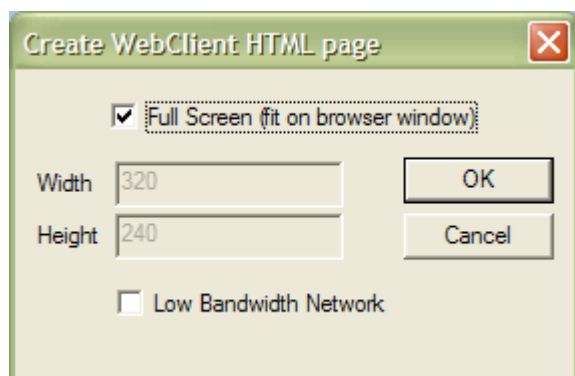 Create WebClient HTML page
Full Screen (fit on browser window)
Width 320 OK
Height 240 Cancel
Low Bandwidth Network